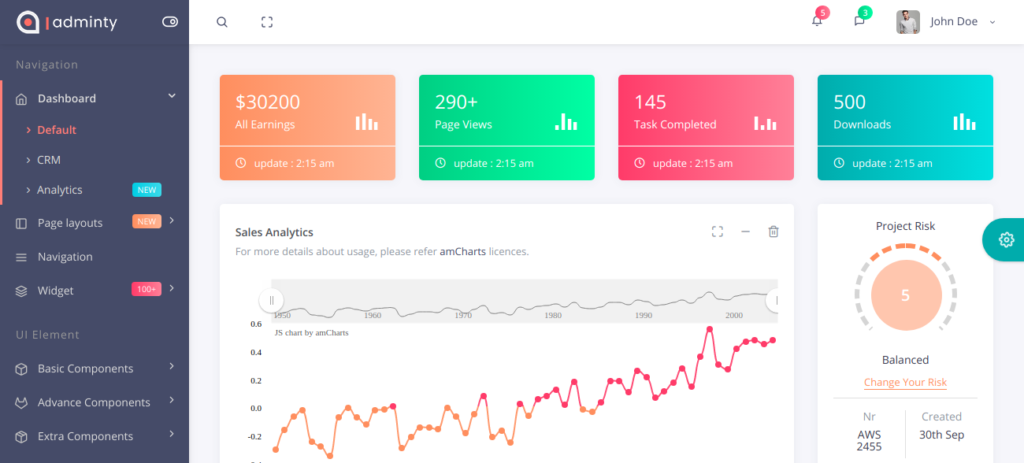 adminty
5
3
John Doe
Navigation
Dashboard
Default
CRM
Analytics NEW
Page layouts NEW
Navigation
Widget 100+
UI Element
Basic Components
Advance Components
Extra Components
$30200
All Earnings
update : 2:15 am
290+
Page Views
update : 2:15 am
145
Task Completed
update : 2:15 am
500
Downloads
update : 2:15 am
Sales Analytics
For more details about usage, please refer amCharts licences.
1950 1960 1970 1980 1990 2000
JS chart by amCharts
0.6
0.4
0.2
0.0
-0.2
Project Risk
5
Balanced
Change Your Risk
Nr
AWS
2455
Created
30th Sep